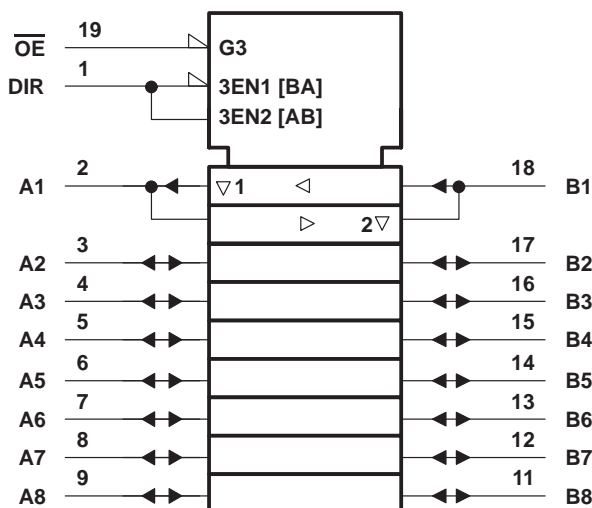 19
OE
G3
1
DIR
3EN1 [BA]
3EN2 [AB]
2
18
A1
1
B1
2
3
17
A2
B2
4
16
A3
B3
5
15
A4
B4
6
14
A5
B5
7
13
A6
B6
8
12
A7
B7
9
11
A8
B8